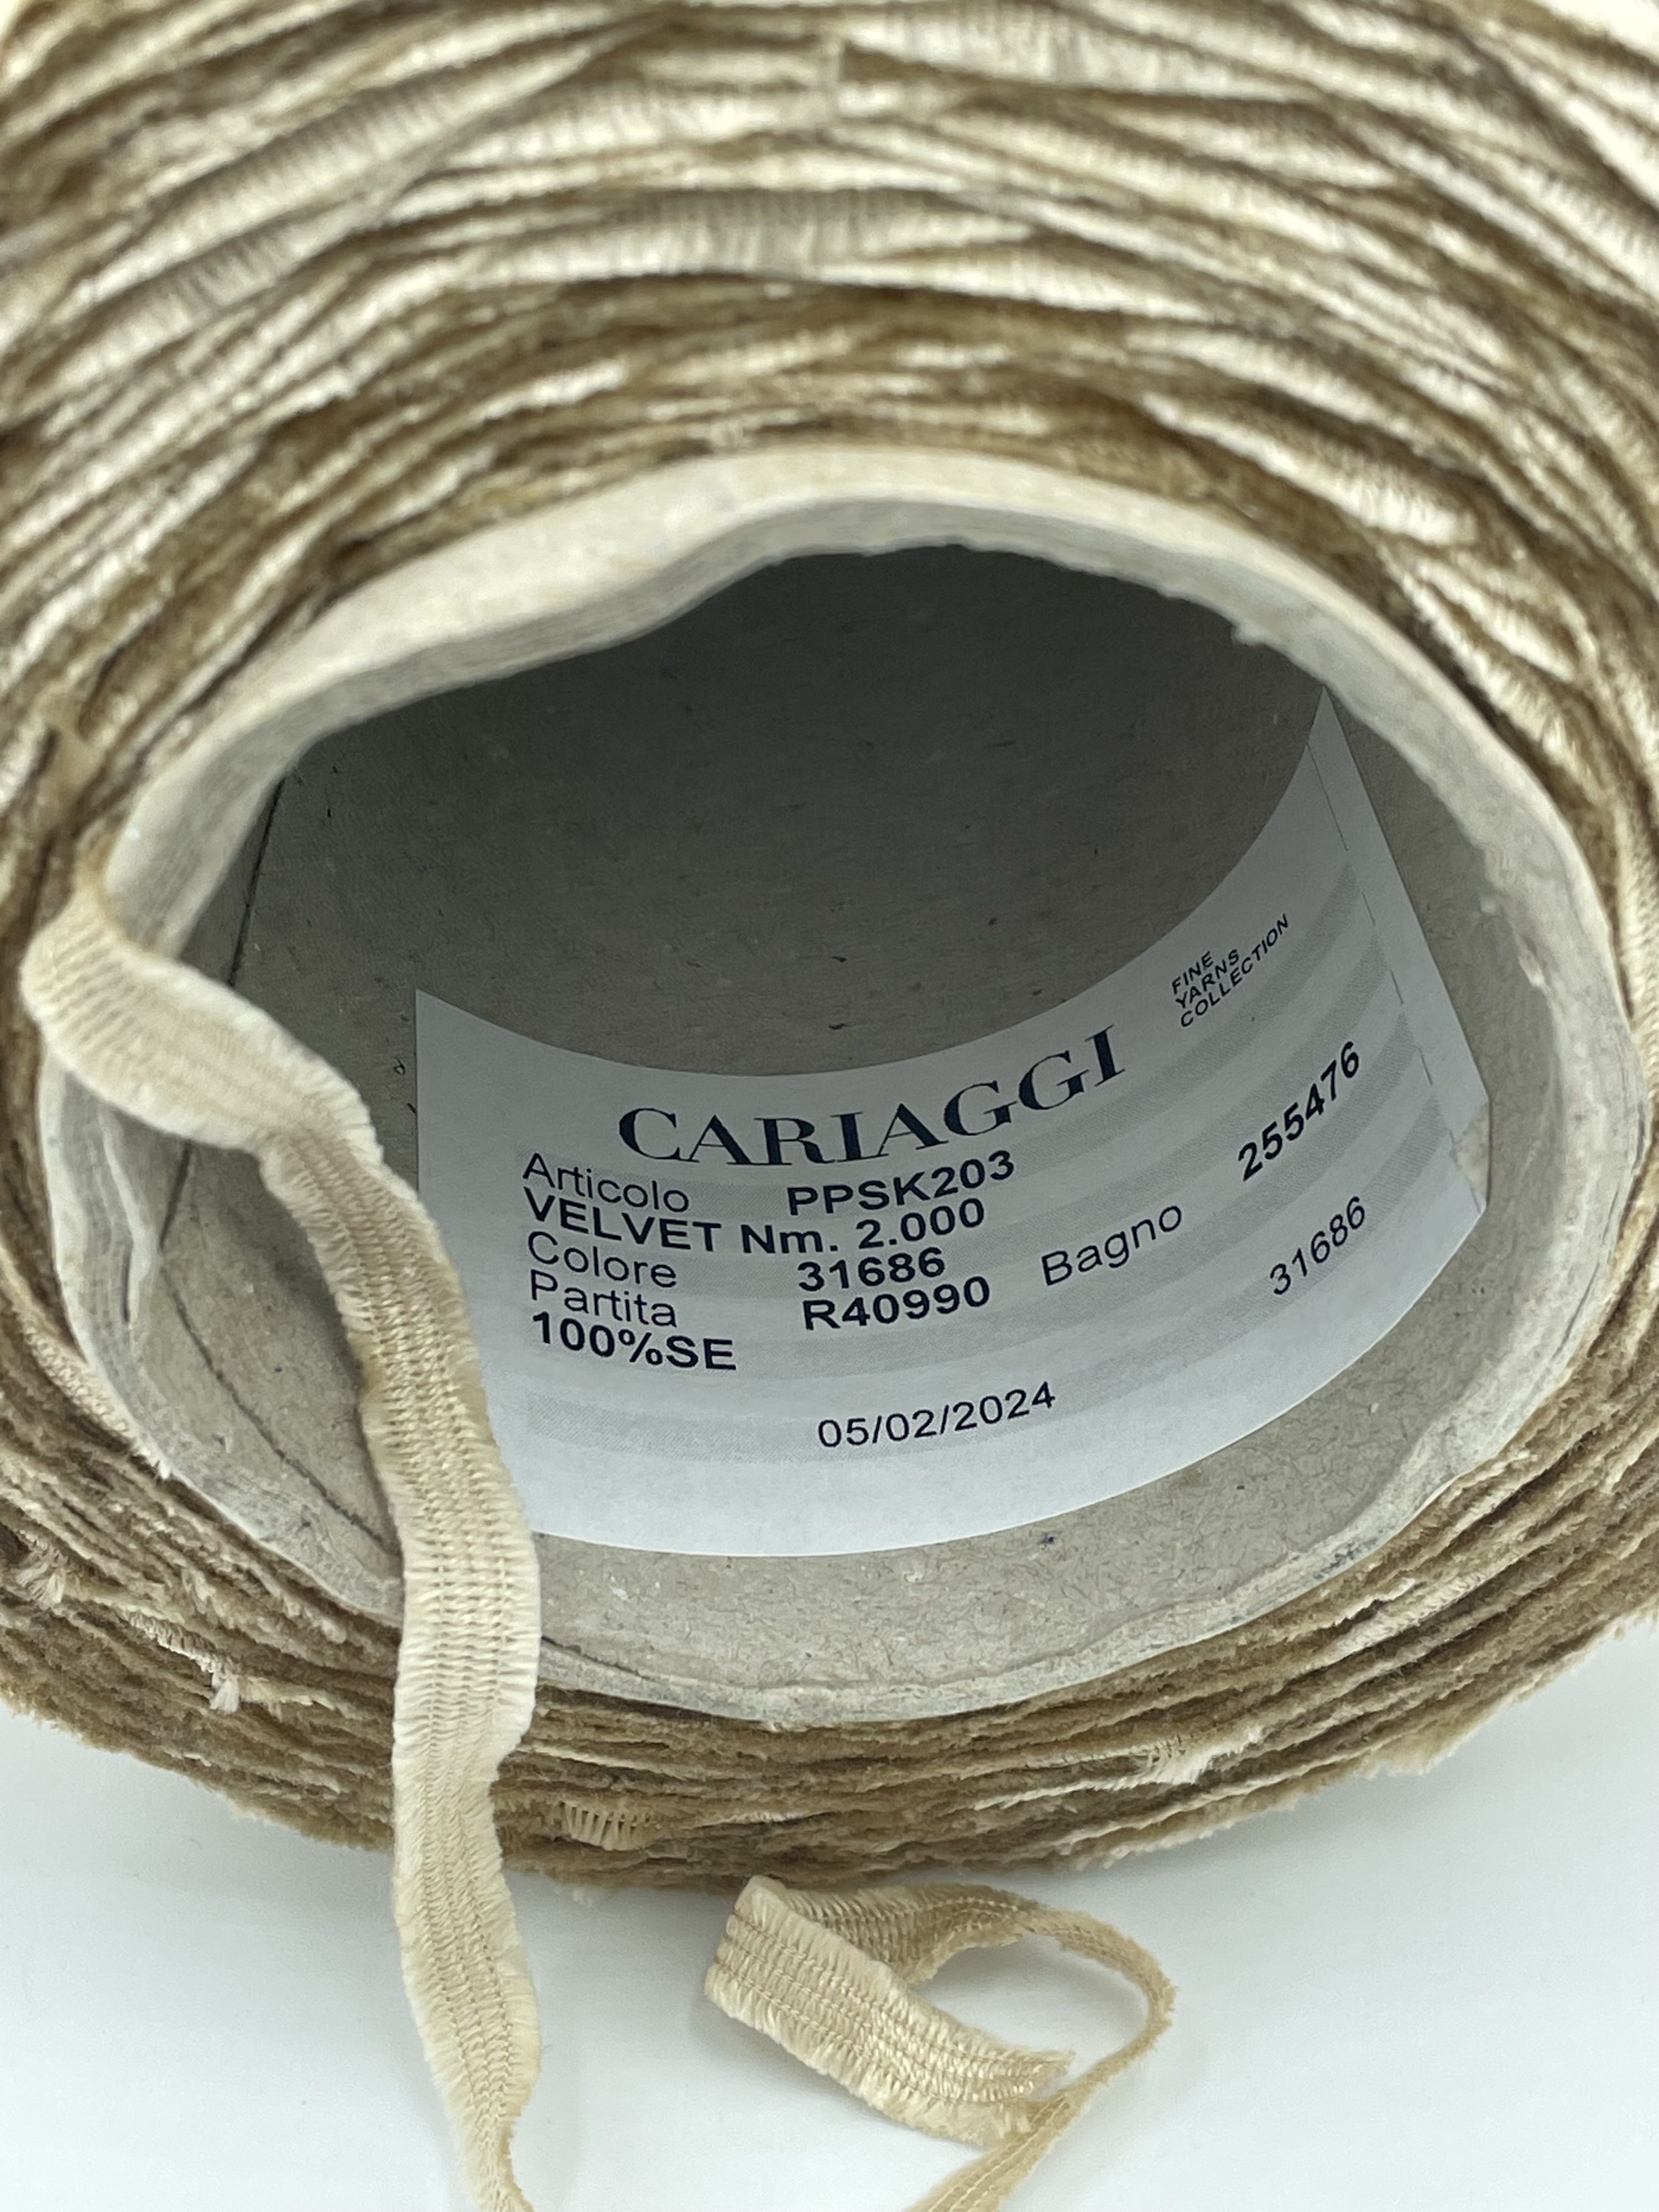 CARIAGGI
FINE
YARNS
COLLECTION
Articolo PPSK203
VELVET Nm. 2.000
Colore 31686
Partita R40990 Bagno 255476
100%SE 31686
05/02/2024